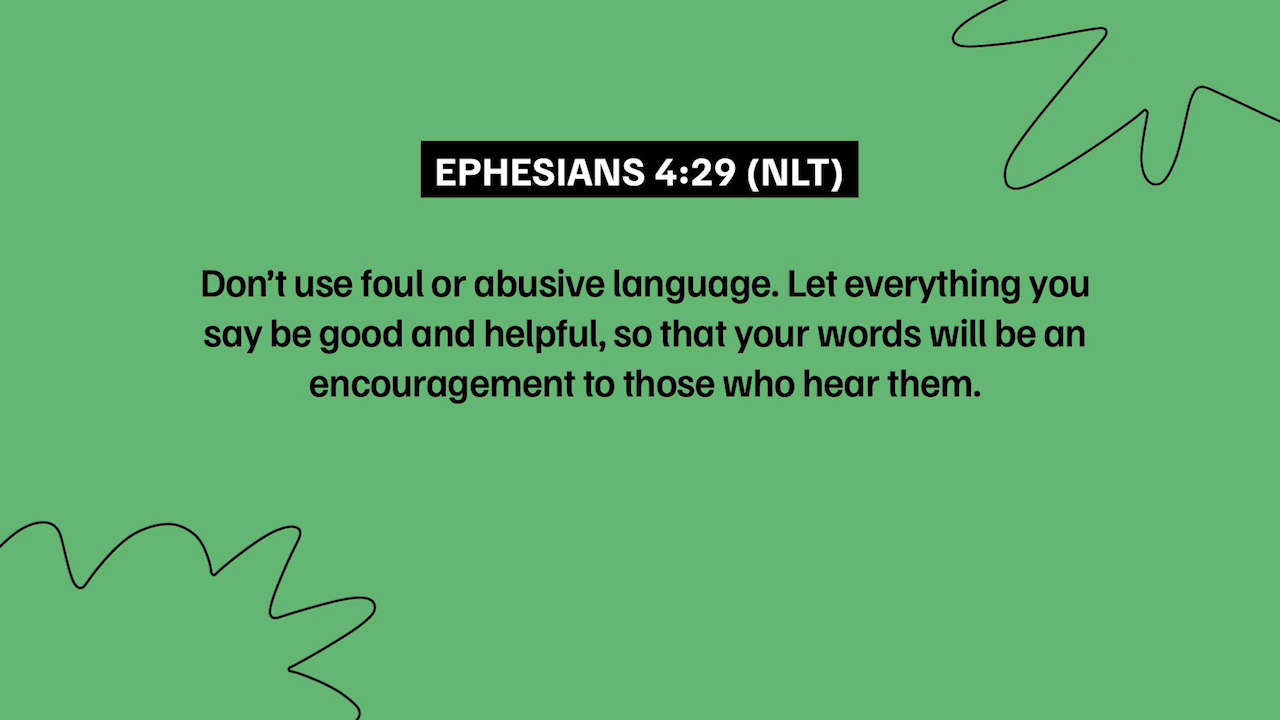 EPHESIANS 4:29 (NLT)
Don’t use foul or abusive language. Let everything you
say be good and helpful, so that your words will be an
encouragement to those who hear them.